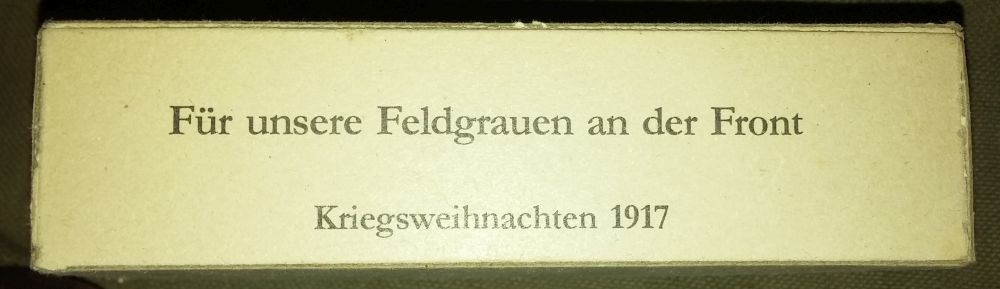 Für unsere Feldgrauen an der Front
Kriegsweihnachten 1917